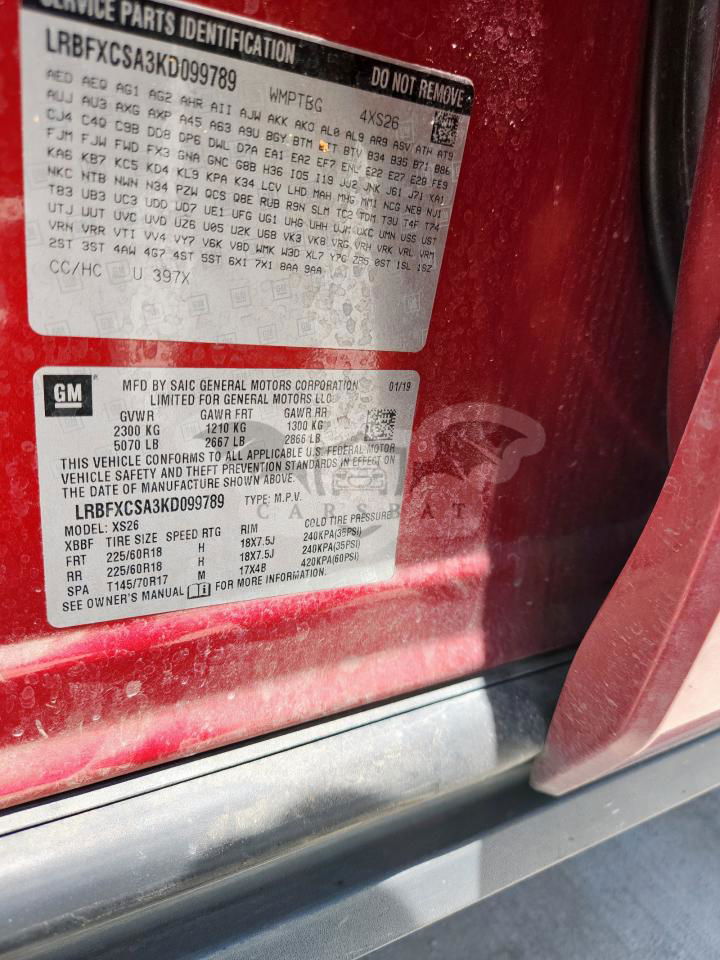 SERVICE PARTS IDENTIFICATION DO NOT REMOVE
LRBFXCSA3KD099789 WMPTBG 4XS26
AED AEQ AG1 AG2 AHR AII AJW AKK AKO AL0 AL9 AR9 ASV ATH AT9
AUJ AU3 AXG AXP A45 A63 A9U BGY BTM BTT BTV B34 B35 B71 B86
CJ4 C4Q C9B DD8 DP6 DWL D7A EA1 EA2 EF7 ENL E22 E27 E28 FE9
FJM FJW FWD FX3 GNA GNC G8B H36 IO5 I19 JJ2 JNK J61 J71 KA1
KA6 KB7 KC5 KD4 KL9 KPA K34 LCV LHD MAH MHG MM1 NCG NE8 NJ1
NKC NTB NWN N34 PZW QCS Q8E RUB R9N SLM TC2 TDM T3U T4F T74
TB3 UB3 UC3 UDD UD7 UE1 UFG UG1 UHG UHH UJM UKC UMN USS UST
UTJ UUT UVC UVD UZ6 U05 U2K U68 VK3 VK8 VRG VRH VRK VRL VRM
VRN VRR VTI VV4 VY7 V6K V8D WMK W3D XL7 Y7G ZR5 0ST 1SL 1SZ
2ST 3ST 4AW 4G7 4ST 5ST 6XI 7X1 8AA 9AA
CC/HC U 397X
GM
MFD BY SAIC GENERAL MOTORS CORPORATION 01/19
LIMITED FOR GENERAL MOTORS LLC
GVWR GAWR FRT GAWR RR
2300 KG 1210 KG 1300 KG
5070 LB 2667 LB 2866 LB
THIS VEHICLE CONFORMS TO ALL APPLICABLE U.S. FEDERAL MOTOR
VEHICLE SAFETY AND THEFT PREVENTION STANDARDS IN EFFECT ON
THE DATE OF MANUFACTURE SHOWN ABOVE.
LRBFXCSA3KD099789 TYPE: M.P.V.
MODEL: XS26
XBBF TIRE SIZE SPEED RTG RIM COLD TIRE PRESSURE
FRT 225/60R18 H 18X7.5J 240KPA(35PSI)
RR 225/60R18 H 18X7.5J 240KPA(35PSI)
SPA T145/70R17 M 17X4B 420KPA(60PSI)
SEE OWNER'S MANUAL FOR MORE INFORMATION.
CARSBAT